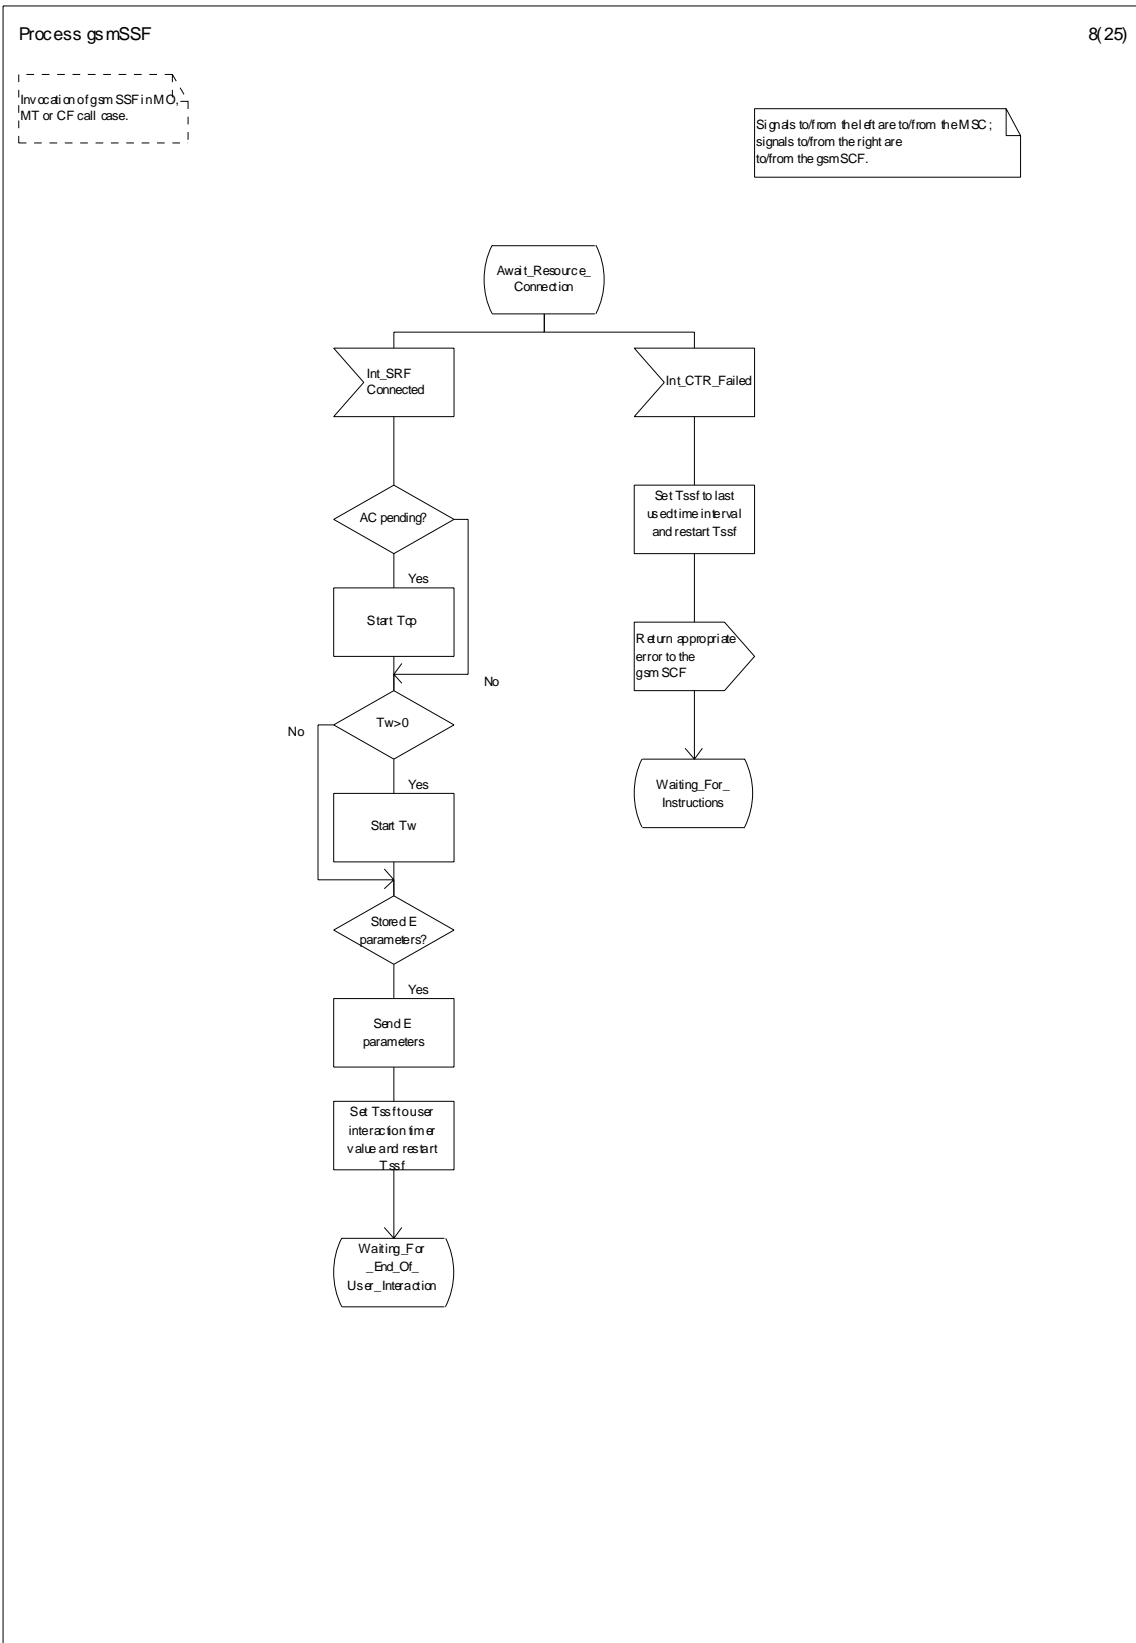 Process gsmSSF
8(25)
Invocation of gsmSSF in MO,
MT or CF call case.
Signals to/from the left are to/from the MSC;
signals to/from the right are
to/from the gsmSCF.
Await_Resource_
Connection
Int_SRF
Connected
Int_CTR_Failed
AC pending?
Set Tssf to last
used time interval
and restart Tssf
Yes
Start Tcp
Return appropriate
error to the
gsmSCF
No
Tw>0
No
Yes
Waiting_For_
Instructions
Start Tw
Stored E
parameters?
Yes
Send E
parameters
Set Tssf to user
interaction timer
value and restart
Tssf
Waiting_For
_End_Of_
User_Interaction